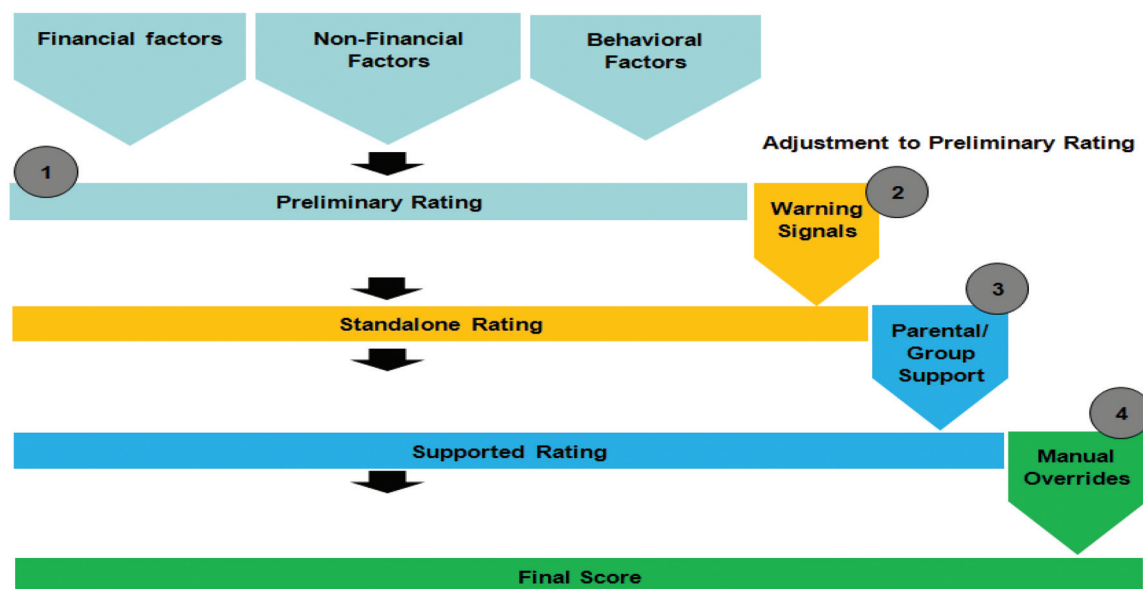 Financial factors
Non-Financial
Factors
Behavioral
Factors
Adjustment to Preliminary Rating
1
Preliminary Rating
2
Warning
Signals
3
Standalone Rating
Parental/
Group
Support
4
Supported Rating
Manual
Overrides
Final Score